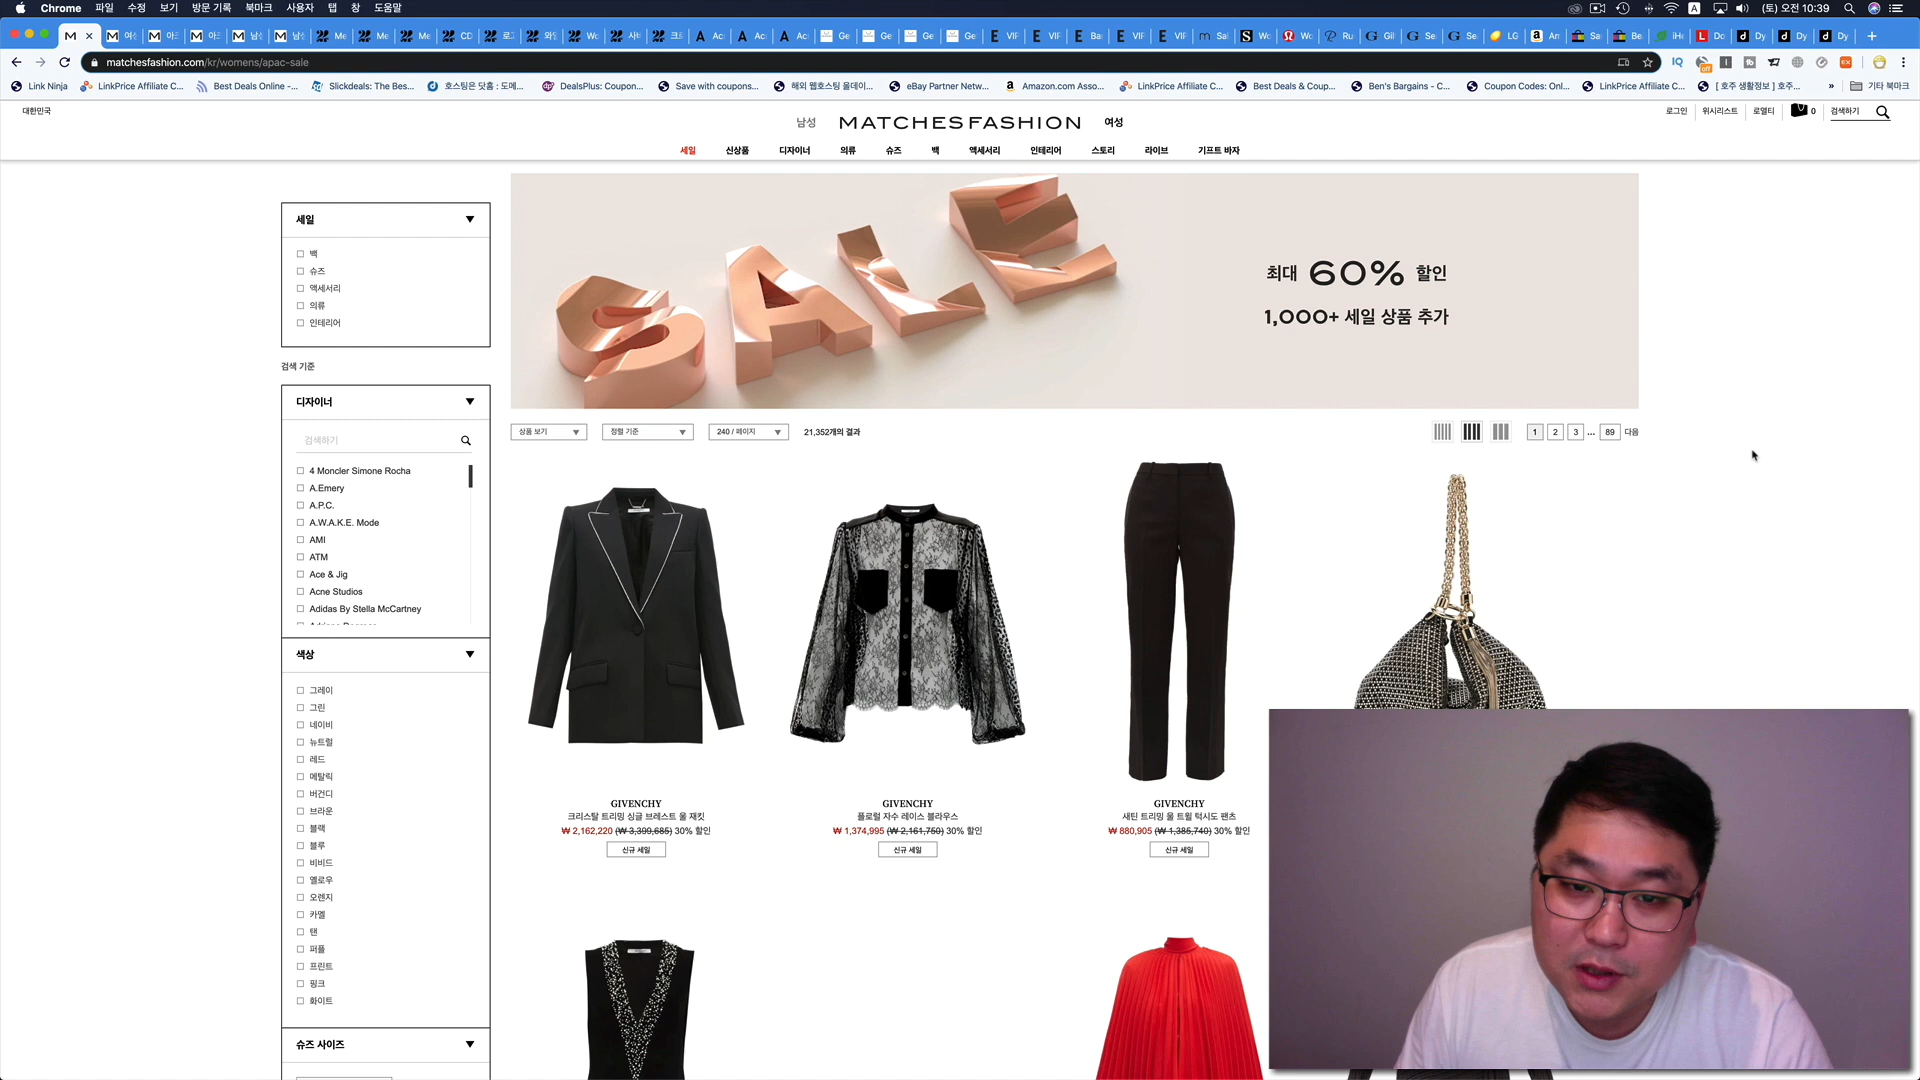 Chrome 파일 수정 보기 방문 기록 북마크 사용자 탭 창 도움말
(토) 오전 10:39
matchesfashion.com/kr/womens/apac-sale
Link Ninja LinkPrice Affiliate C... Best Deals Online -... Slickdeals: The Bes... 호스팅은 닷홈 : 도메... DealsPlus: Coupon... Save with coupons... 해외 웹호스팅 올데이... eBay Partner Netw... Amazon.com Asso... LinkPrice Affiliate C... Best Deals & Coup... Ben's Bargains - C... Coupon Codes: Onl... LinkPrice Affiliate C... [ 호주 생활정보 ] 호주... » 기타 북마크
대한민국
남성 MATCHESFASHION 여성
로그인 위시리스트 로열티 0 검색하기
세일 신상품 디자이너 의류 슈즈 백 액세서리 인테리어 스토리 라이브 기프트 바자
세일
백
슈즈
액세서리
의류
인테리어
SALE
최대 60% 할인
1,000+ 세일 상품 추가
검색 기준
디자이너
검색하기
4 Moncler Simone Rocha
A.Emery
A.P.C.
A.W.A.K.E. Mode
AMI
ATM
Ace & Jig
Acne Studios
Adidas By Stella McCartney
색상
그레이
그린
네이비
뉴트럴
레드
메탈릭
버건디
브라운
블랙
블루
비비드
옐로우
오렌지
카멜
탠
퍼플
프린트
핑크
화이트
슈즈 사이즈
상품 보기 정렬 기준 240 / 페이지 21,352개의 결과
1 2 3 ... 89 다음
GIVENCHY
크리스탈 트리밍 싱글 브레스트 울 재킷
₩ 2,162,220 (₩ 3,399,685) 30% 할인
신규 세일
GIVENCHY
플로럴 자수 레이스 블라우스
₩ 1,374,995 (₩ 2,161,750) 30% 할인
신규 세일
GIVENCHY
새틴 트리밍 울 트윌 턱시도 팬츠
₩ 880,905 (₩ 1,385,740) 30% 할인
신규 세일